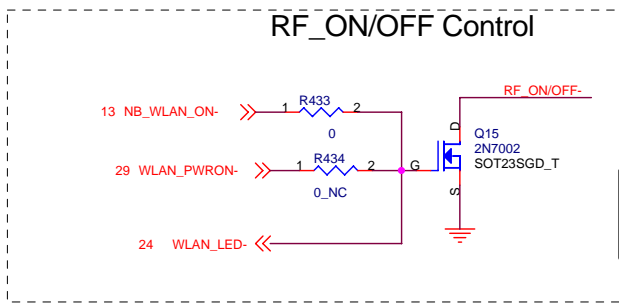 RF_ON/OFF Control
RF_ON/OFF-
13 NB_WLAN_ON- 1 R433 2
0
D
Q15
2N7002
SOT23SGD_T
29 WLAN_PWRON- 1 R434 2 G
0_NC
S
24 WLAN_LED-